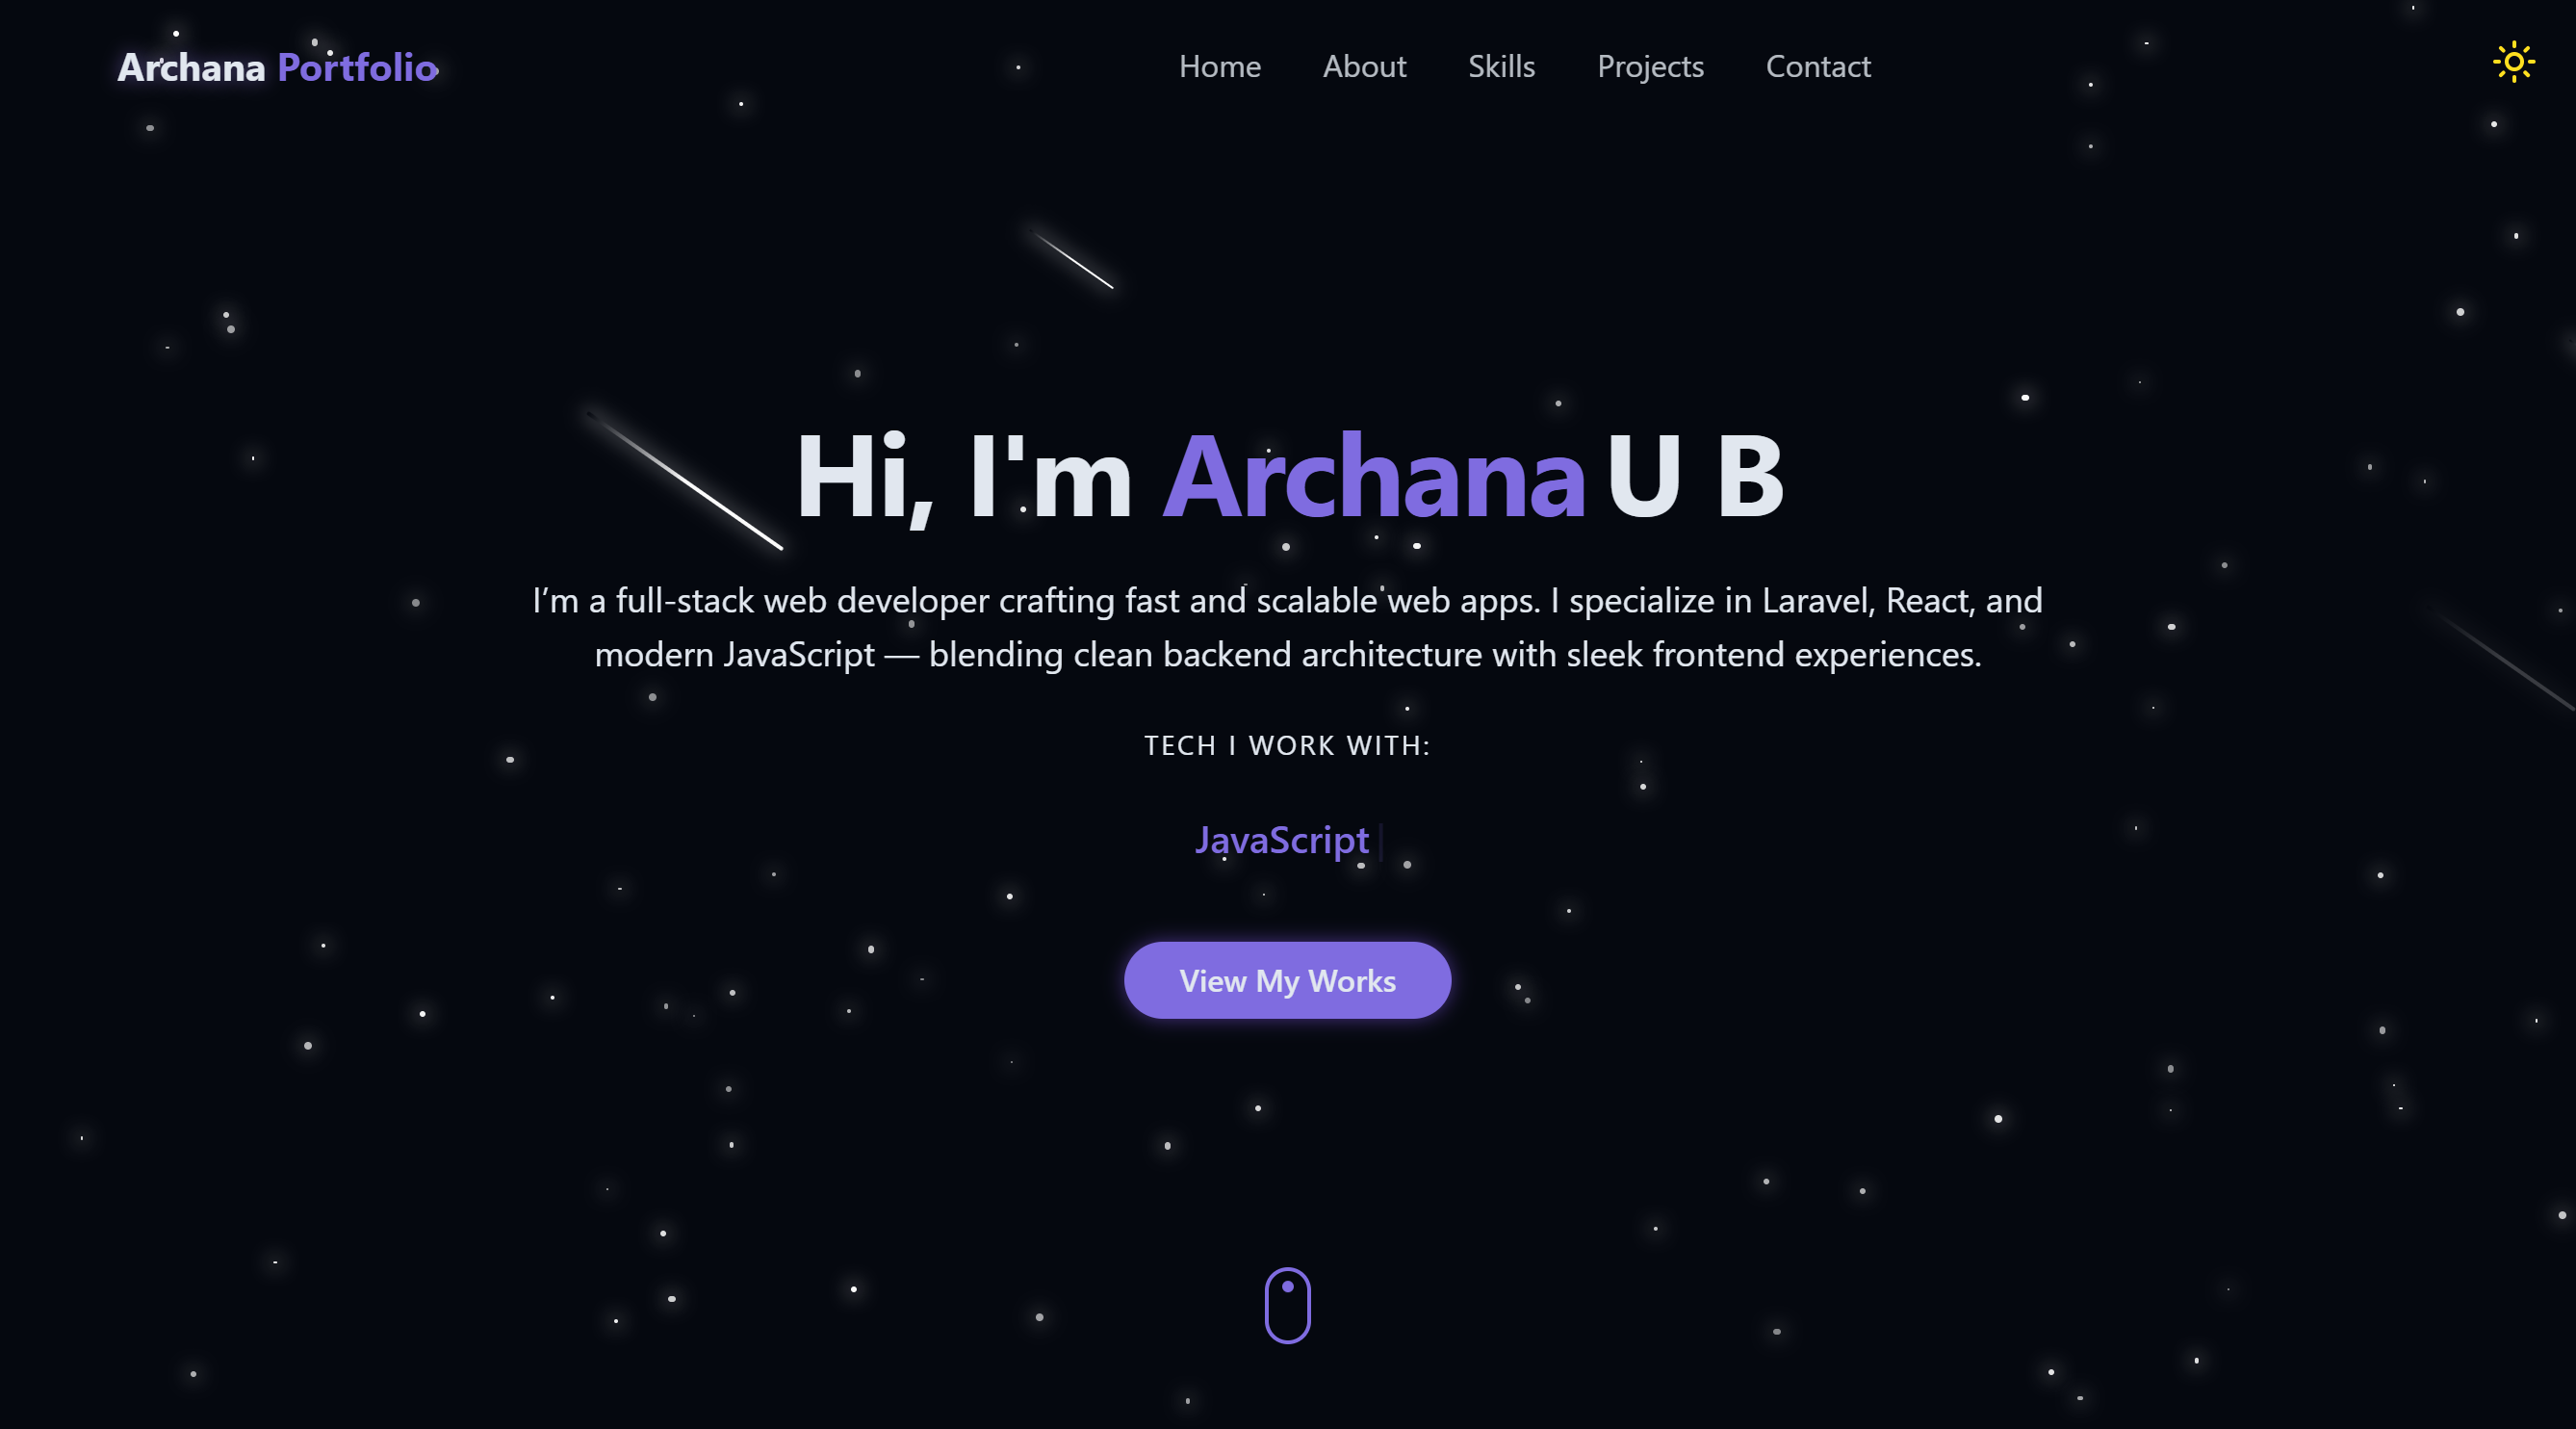 Archana Portfolio
Home About Skills Projects Contact
Hi, I'm Archana U B
I’m a full-stack web developer crafting fast and scalable web apps. I specialize in Laravel, React, and
modern JavaScript — blending clean backend architecture with sleek frontend experiences.
TECH I WORK WITH:
JavaScript
View My Works